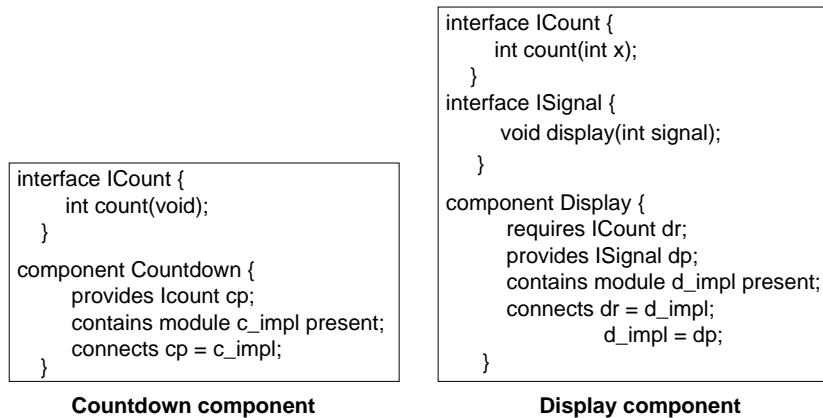 interface ICount {
int count(void);
}
component Countdown {
provides Icount cp;
contains module c_impl present;
connects cp = c_impl;
}
Countdown component
interface ICount {
int count(int x);
}
interface ISignal {
void display(int signal);
}
component Display {
requires ICount dr;
provides ISignal dp;
contains module d_impl present;
connects dr = d_impl;
d_impl = dp;
}
Display component